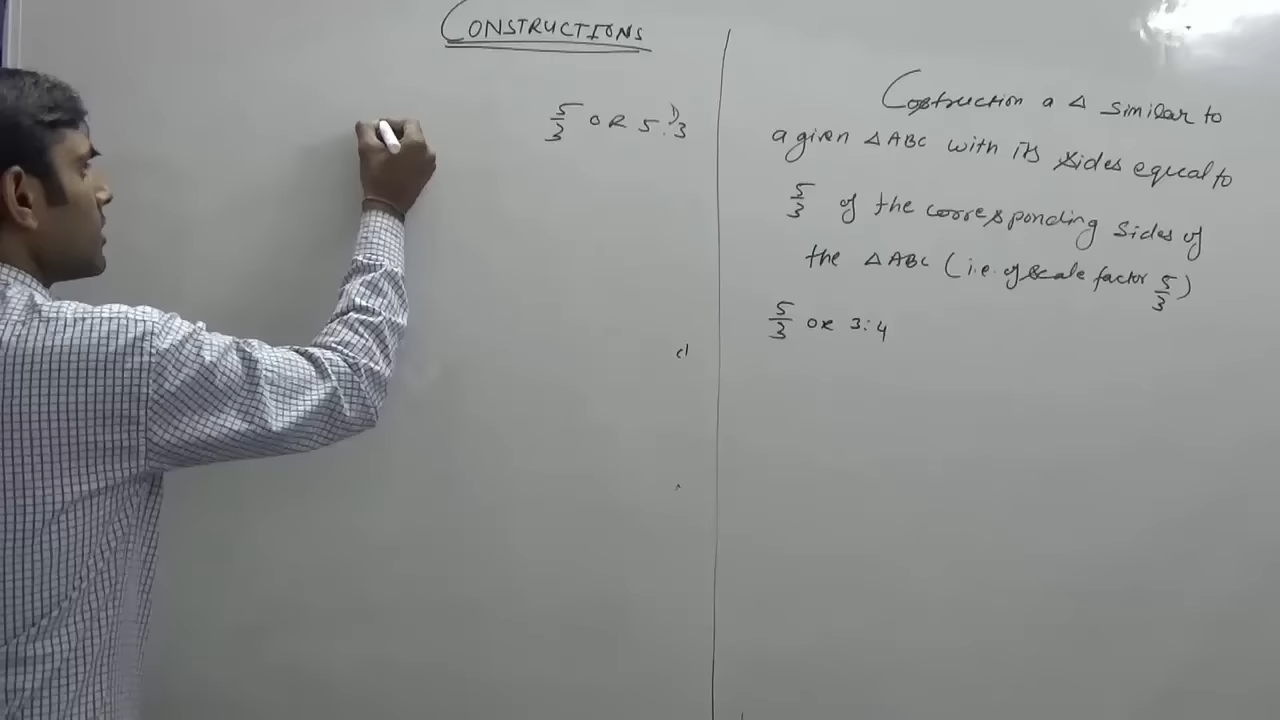 CONSTRUCTIONS
5/3 OR 5:3
Costruction a △ similar to
a given △ABC with its sides equal to
5/3 of the corresponding sides of
the △ABC (i.e. of scale factor 5/3)
5/3 or 3:4